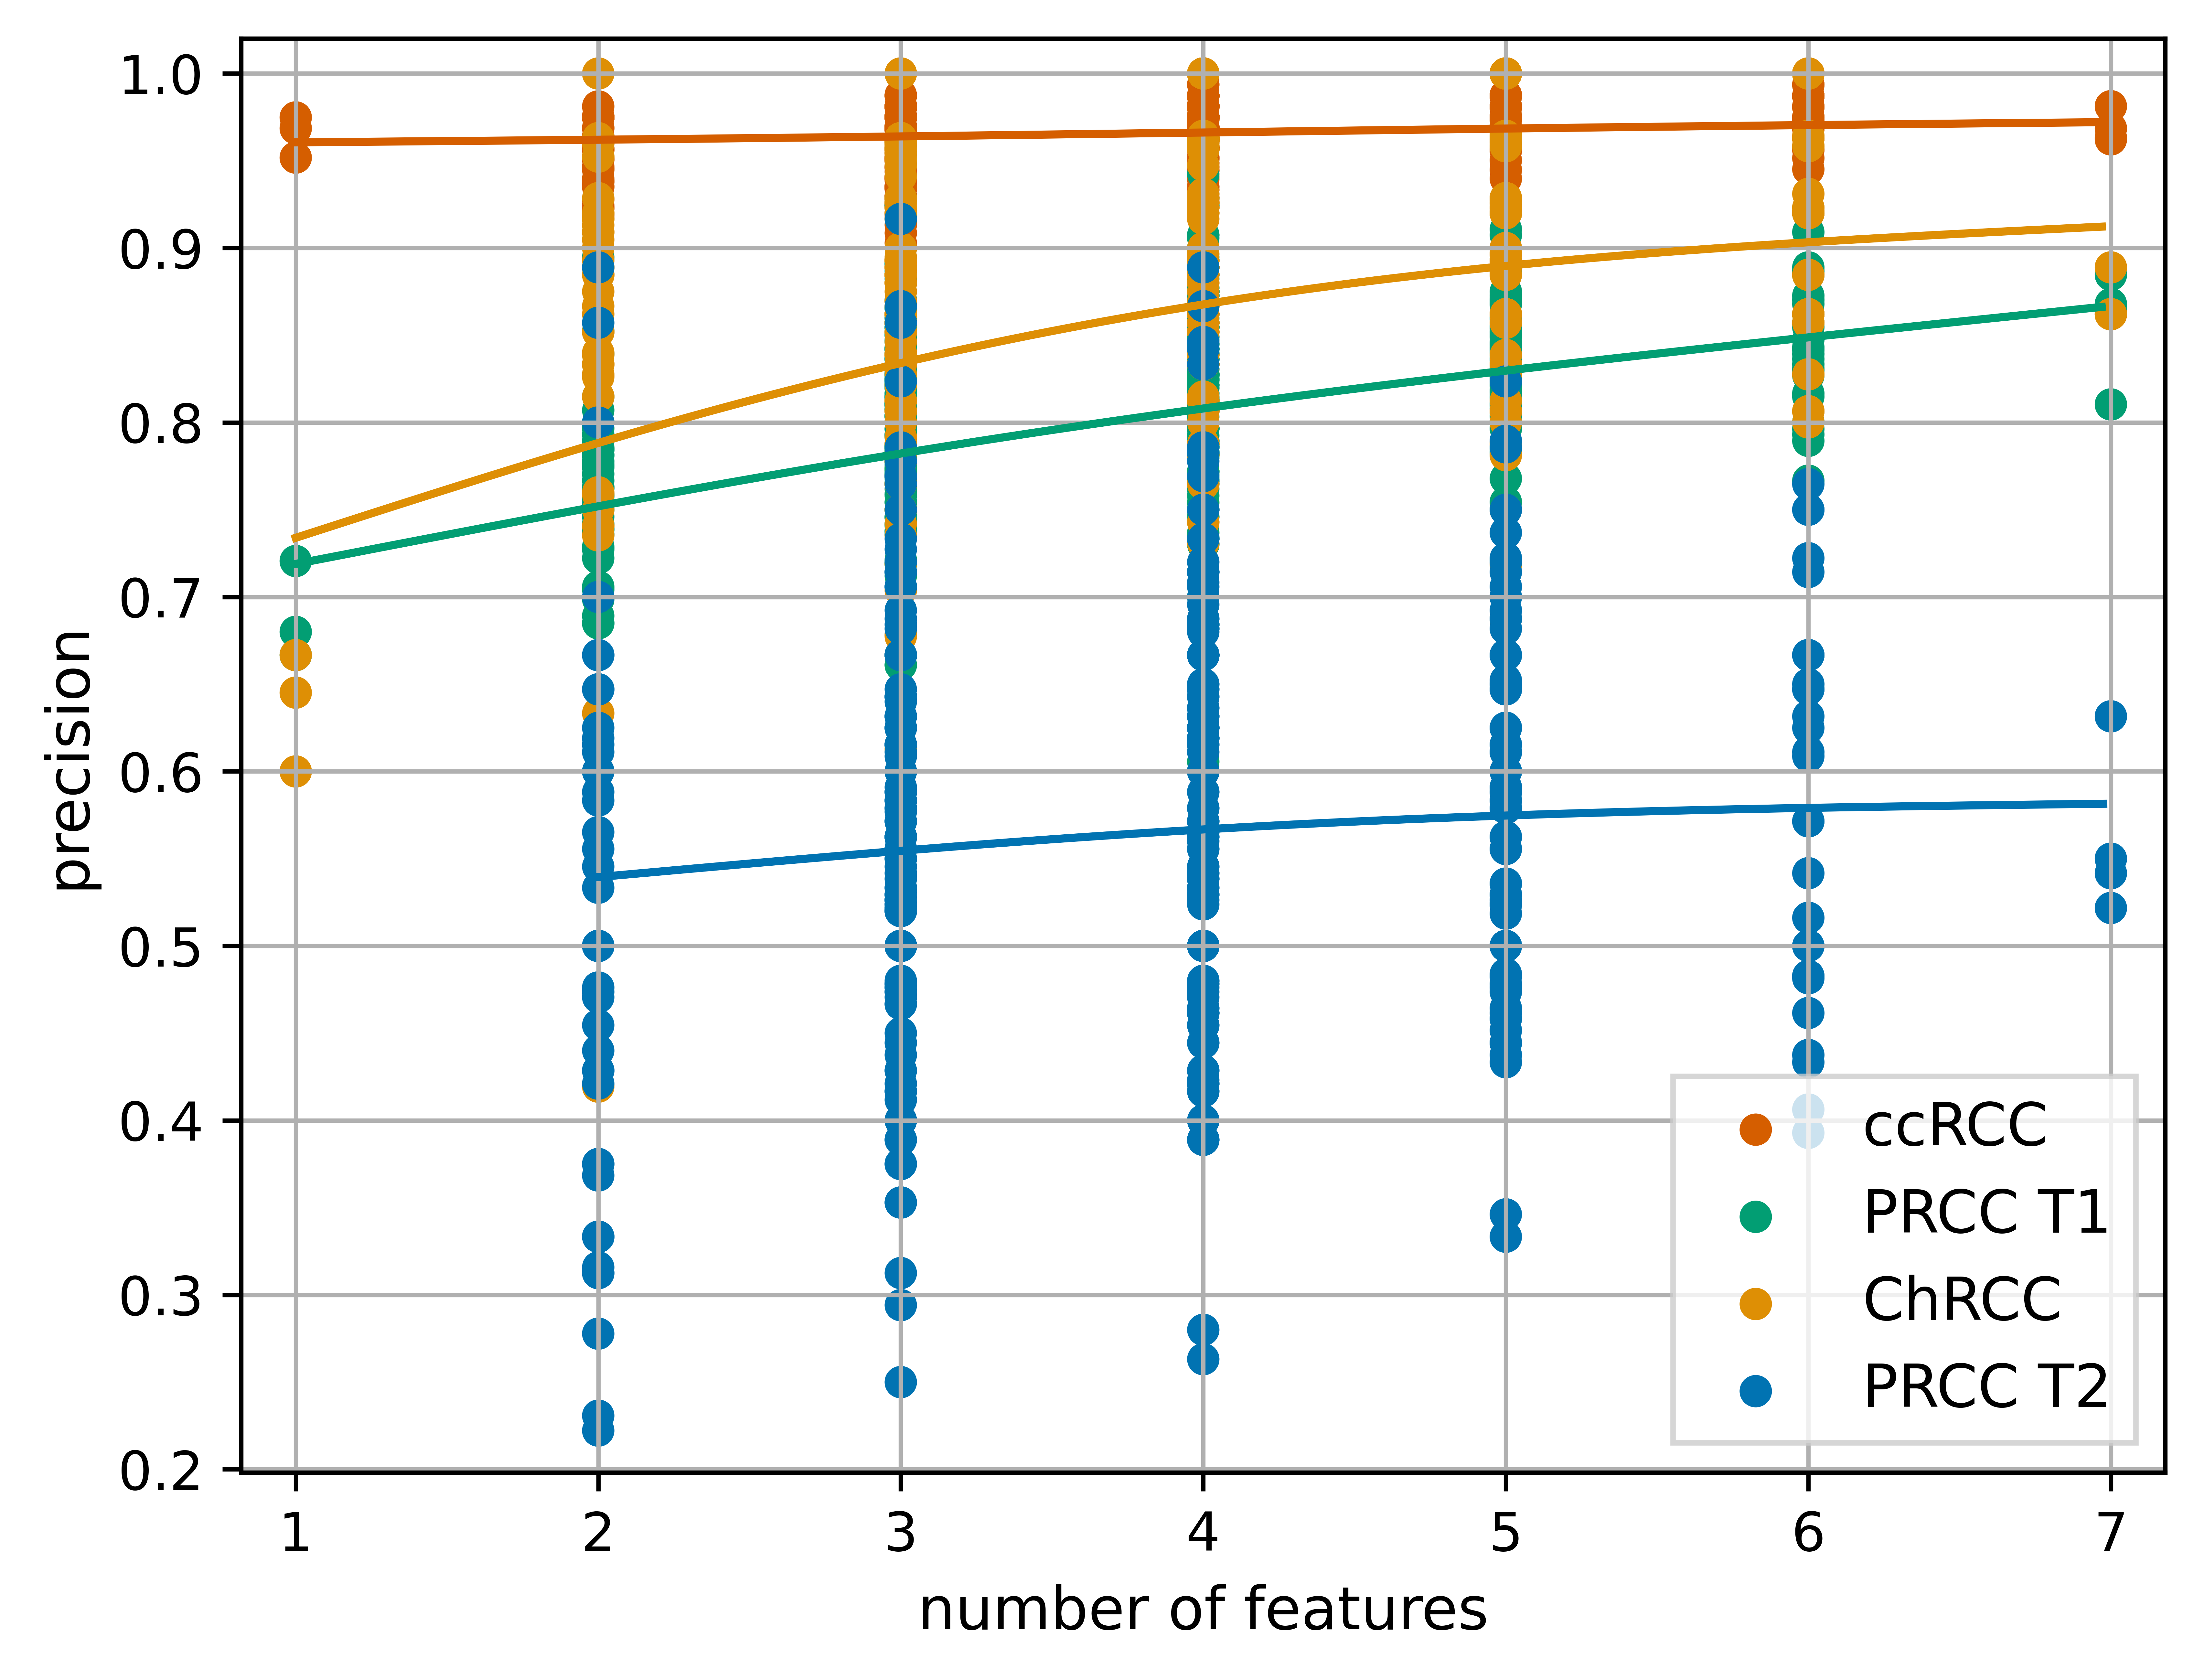 1.0
0.9
0.8
0.7
0.6
0.5
0.4
0.3
0.2
precision
ccRCC
PRCC T1
ChRCC
PRCC T2
1 2 3 4 5 6 7
number of features